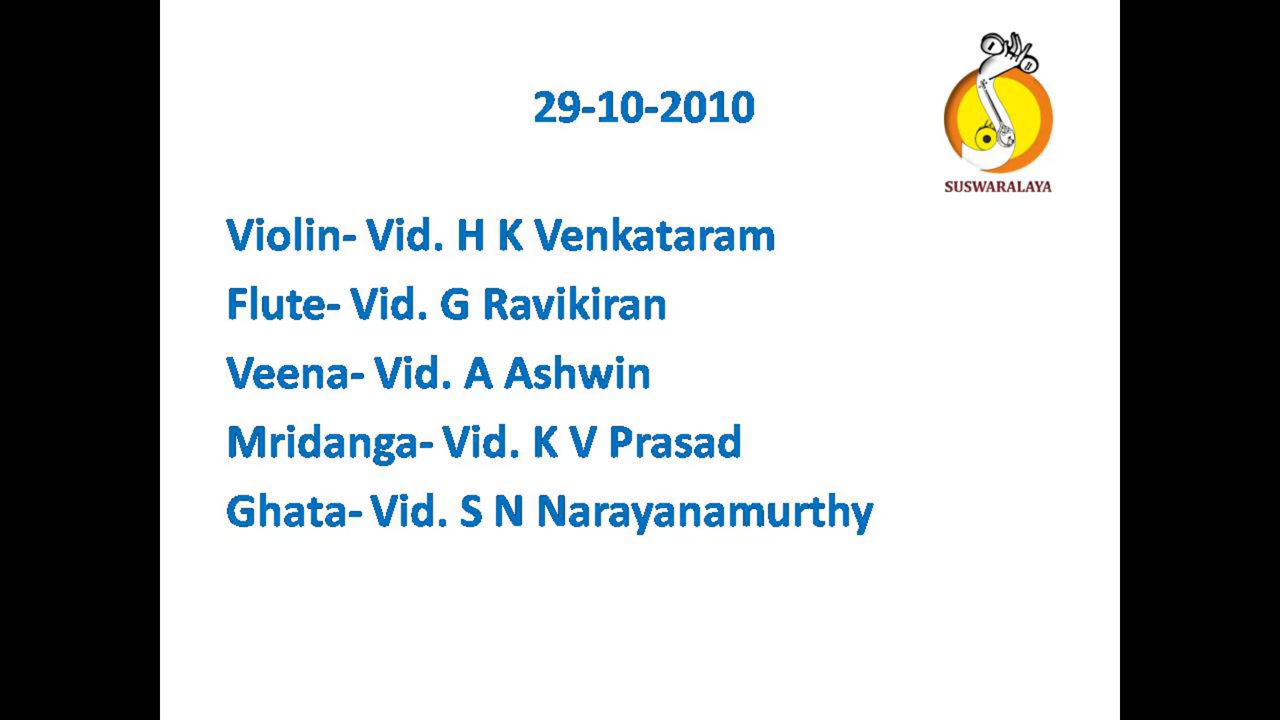 29-10-2010
SUSWARALAYA
Violin- Vid. H K Venkataram
Flute- Vid. G Ravikiran
Veena- Vid. A Ashwin
Mridanga- Vid. K V Prasad
Ghata- Vid. S N Narayanamurthy